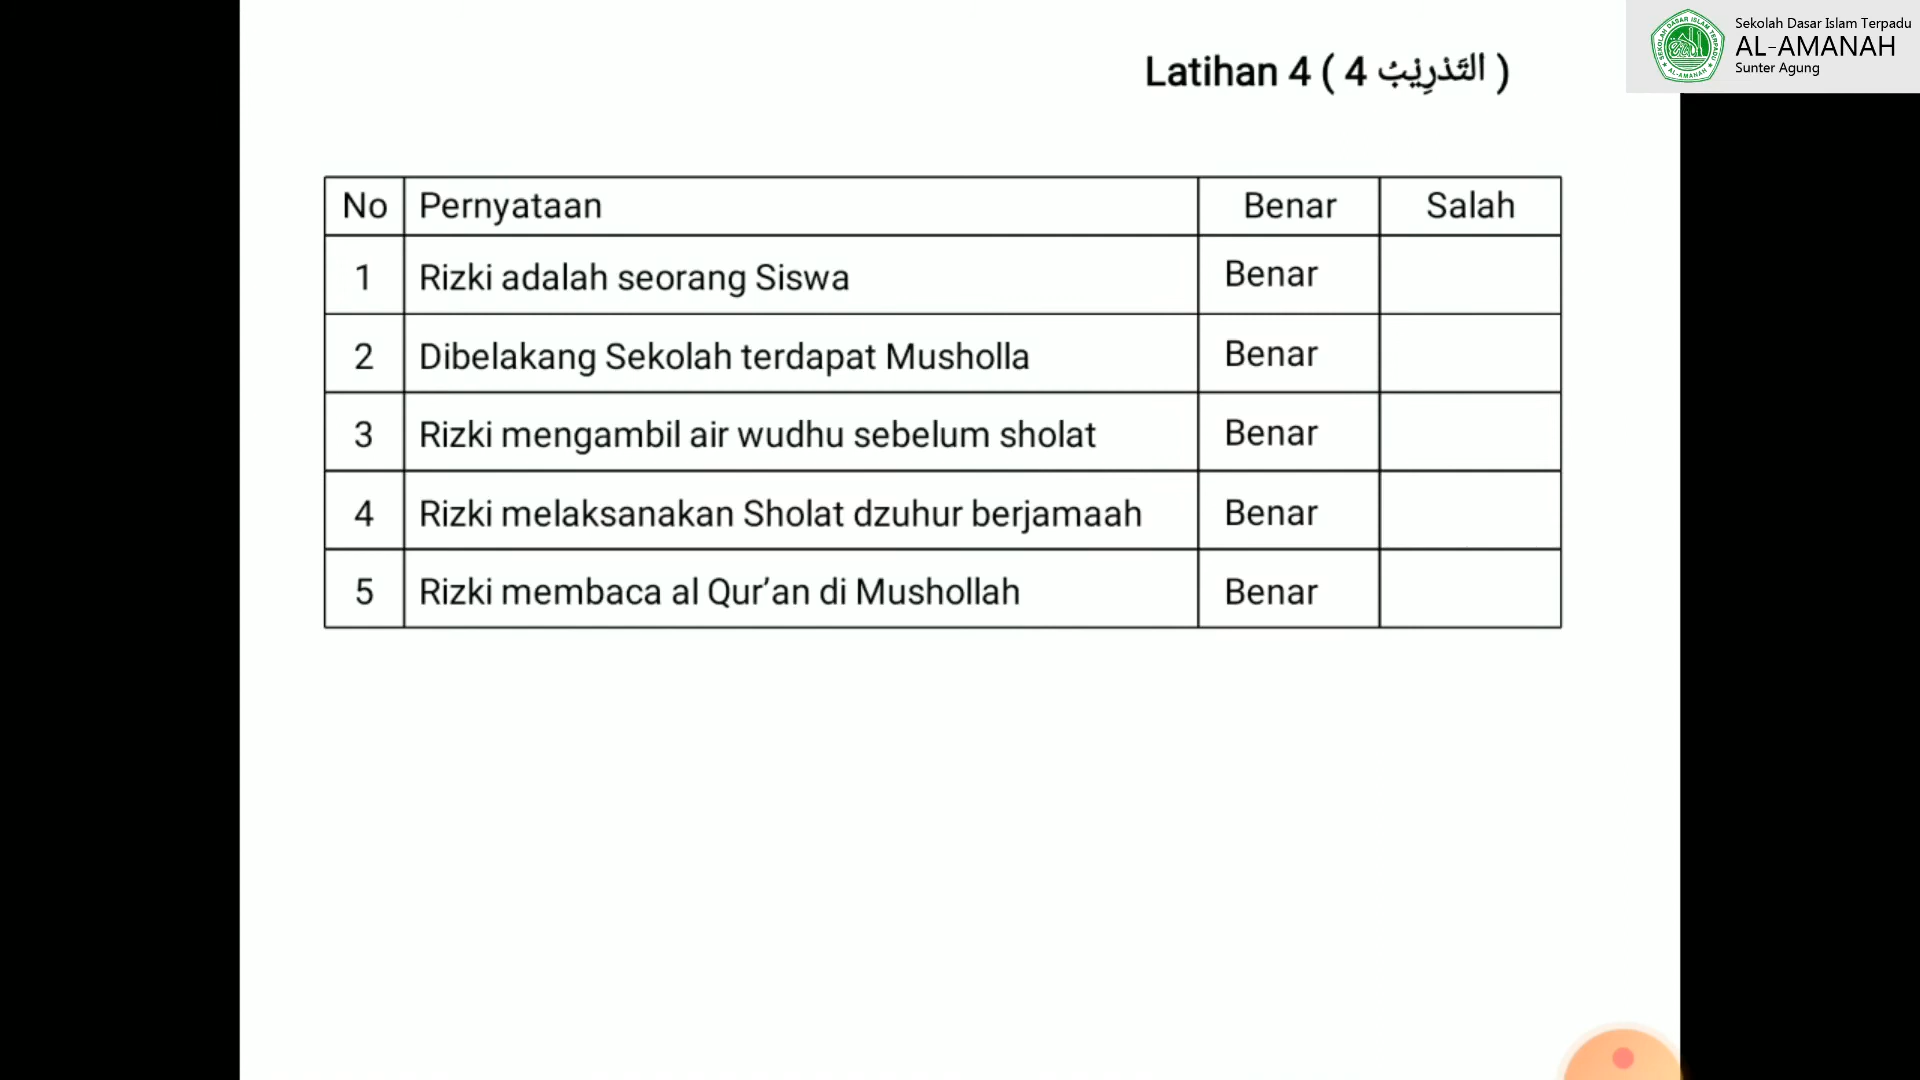 Sekolah Dasar Islam Terpadu
AL-AMANAH
Sunter Agung
Latihan 4 ( التَّدْرِيْبُ 4 )
No Pernyataan Benar Salah
1 Rizki adalah seorang Siswa Benar
2 Dibelakang Sekolah terdapat Musholla Benar
3 Rizki mengambil air wudhu sebelum sholat Benar
4 Rizki melaksanakan Sholat dzuhur berjamaah Benar
5 Rizki membaca al Qur’an di Mushollah Benar